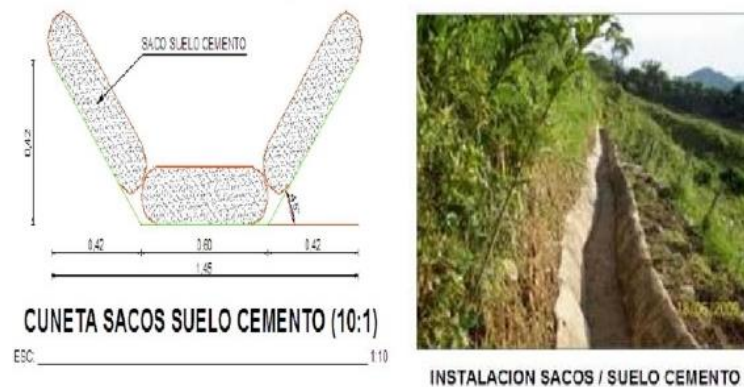 SACO SUELO CEMENTO
0,42
45°
0,42 0,60 0,42
1,45
CUNETA SACOS SUELO CEMENTO (10:1)
ESC: 1:10
INSTALACION SACOS / SUELO CEMENTO